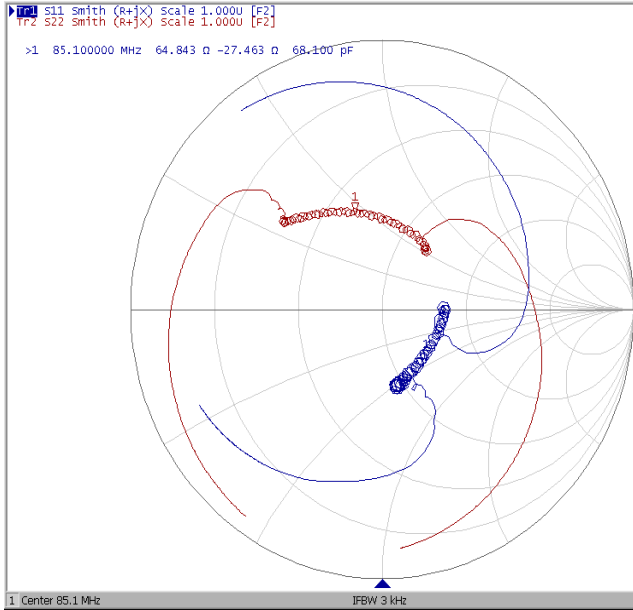 Tr1 S11 Smith (R+jX) Scale 1.000U [F2]
Tr2 S22 Smith (R+jX) Scale 1.000U [F2]
>1 85.100000 MHz 64.843 Ω -27.463 Ω 68.100 pF
1
1
1 Center 85.1 MHz IFBW 3 kHz